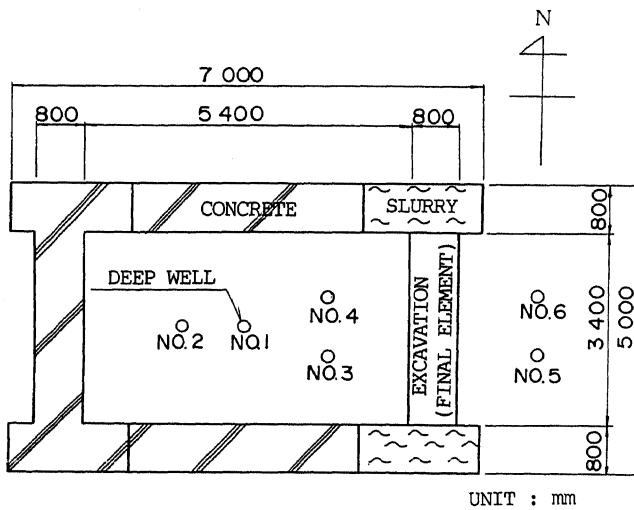 N
7 000
800
5 400
800
CONCRETE
SLURRY
800
DEEP WELL
NO.4
NO.6
NO.2
NO.1
NO.3
NO.5
EXCAVATION
(FINAL ELEMENT)
3 400
5 000
800
UNIT : mm